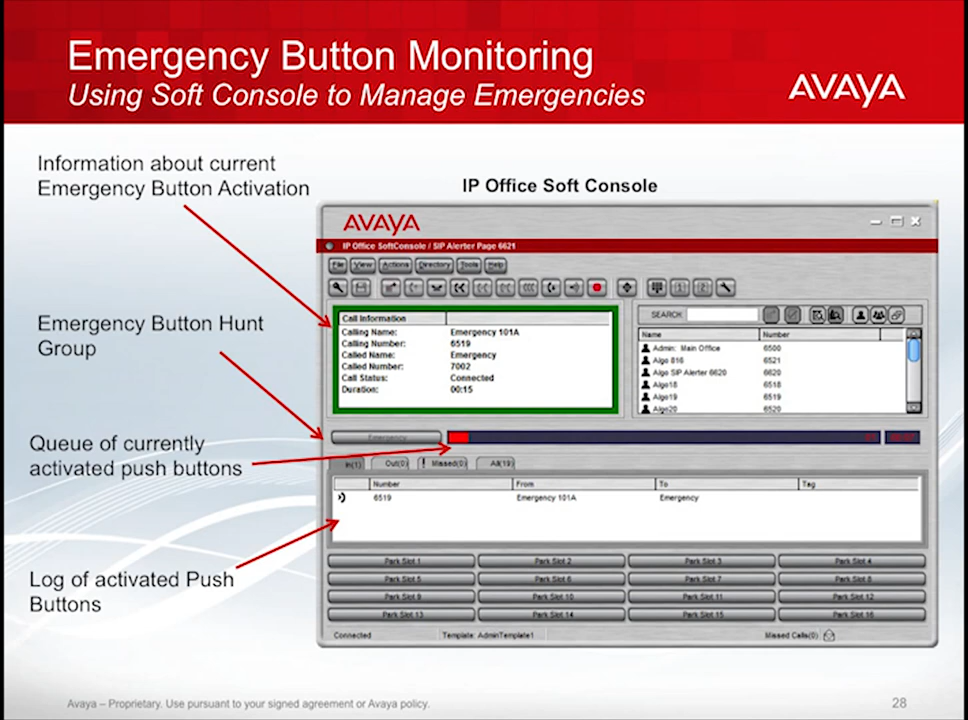 Emergency Button Monitoring
Using Soft Console to Manage Emergencies
AVAYA
Information about current
Emergency Button Activation
IP Office Soft Console
AVAYA
IP Office SoftConsole / SIP Alerter Page 6621
File View Actions Directory Tools Help
Call Information
Calling Name: Emergency 101A
Calling Number: 6519
Called Name: Emergency
Called Number: 7002
Call Status: Connected
Duration: 00:15
SEARCH:
Name Number
Admin: Main Office 6500
Algo 816 6521
Algo SIP Alerter 6620 6620
Algo18 6518
Algo19 6519
Algo20 6520
Emergency Button Hunt
Group
Emergency
Queue of currently
activated push buttons
In(1) Out(0) ! Missed(0) All(19)
Number From To Tag
6519 Emergency 101A Emergency
Log of activated Push
Buttons
Park Slot 1 Park Slot 2 Park Slot 3 Park Slot 4
Park Slot 5 Park Slot 6 Park Slot 7 Park Slot 8
Park Slot 9 Park Slot 10 Park Slot 11 Park Slot 12
Park Slot 13 Park Slot 14 Park Slot 15 Park Slot 16
Connected Template: AdminTemplate1 Missed Calls(0)
Avaya – Proprietary. Use pursuant to your signed agreement or Avaya policy.
28